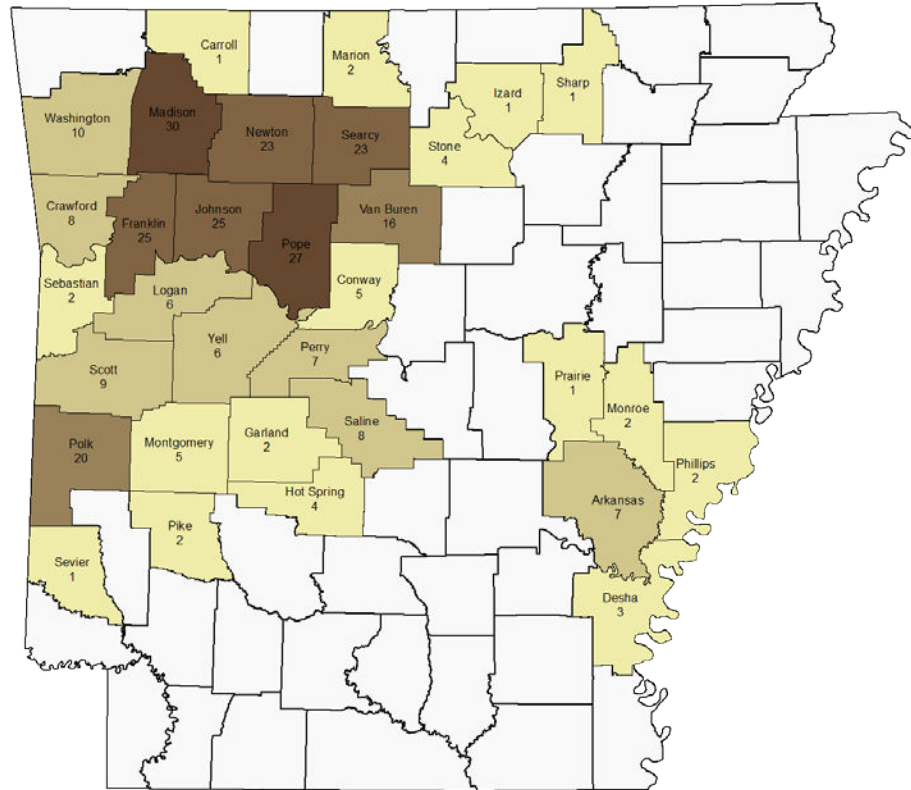 Carroll
1
Marion
2
Izard
1
Sharp
1
Washington
10
Madison
30
Newton
23
Searcy
23
Stone
4
Crawford
8
Franklin
25
Johnson
25
Pope
27
Van Buren
16
Sebastian
2
Logan
6
Conway
5
Scott
9
Yell
6
Perry
7
Prairie
1
Monroe
2
Polk
20
Montgomery
5
Garland
2
Saline
8
Phillips
2
Hot Spring
4
Arkansas
7
Pike
2
Sevier
1
Desha
3